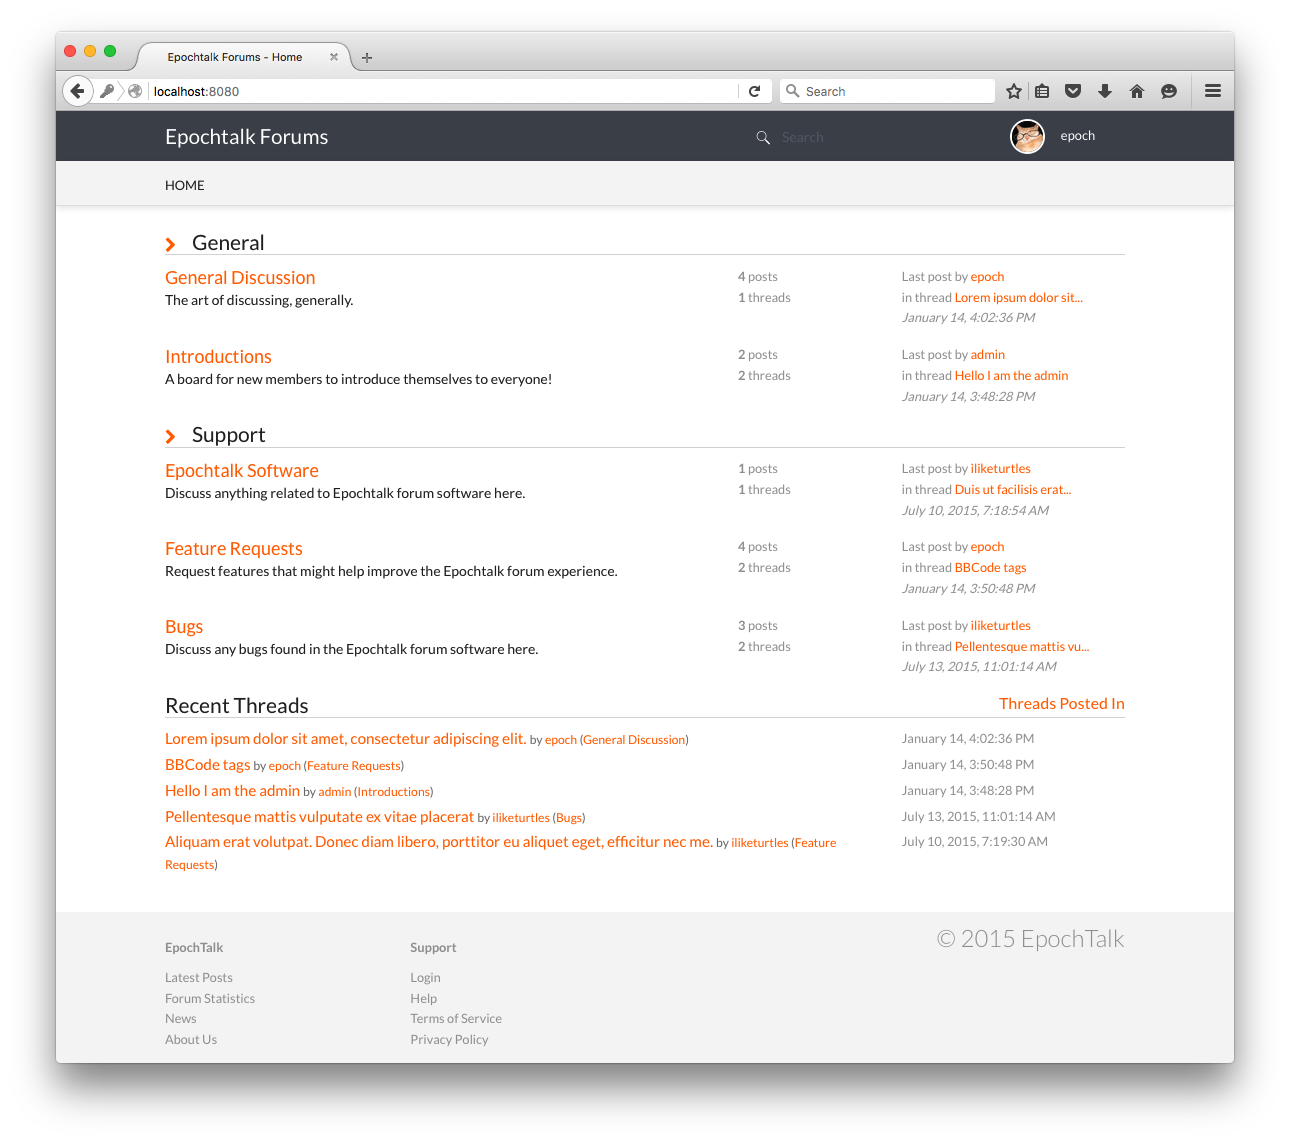 Epochtalk Forums - Home
localhost:8080
Search
Epochtalk Forums
Search
epoch
HOME
General
General Discussion
The art of discussing, generally.
4 posts
1 threads
Last post by epoch
in thread Lorem ipsum dolor sit...
January 14, 4:02:36 PM
Introductions
A board for new members to introduce themselves to everyone!
2 posts
2 threads
Last post by admin
in thread Hello I am the admin
January 14, 3:48:28 PM
Support
Epochtalk Software
Discuss anything related to Epochtalk forum software here.
1 posts
1 threads
Last post by iliketurtles
in thread Duis ut facilisis erat...
July 10, 2015, 7:18:54 AM
Feature Requests
Request features that might help improve the Epochtalk forum experience.
4 posts
2 threads
Last post by epoch
in thread BBCode tags
January 14, 3:50:48 PM
Bugs
Discuss any bugs found in the Epochtalk forum software here.
3 posts
2 threads
Last post by iliketurtles
in thread Pellentesque mattis vu...
July 13, 2015, 11:01:14 AM
Recent Threads
Threads Posted In
Lorem ipsum dolor sit amet, consectetur adipiscing elit. by epoch (General Discussion)
January 14, 4:02:36 PM
BBCode tags by epoch (Feature Requests)
January 14, 3:50:48 PM
Hello I am the admin by admin (Introductions)
January 14, 3:48:28 PM
Pellentesque mattis vulputate ex vitae placerat by iliketurtles (Bugs)
July 13, 2015, 11:01:14 AM
Aliquam erat volutpat. Donec diam libero, porttitor eu aliquet eget, efficitur nec me. by iliketurtles (Feature
Requests)
July 10, 2015, 7:19:30 AM
EpochTalk
Latest Posts
Forum Statistics
News
About Us
Support
Login
Help
Terms of Service
Privacy Policy
© 2015 EpochTalk